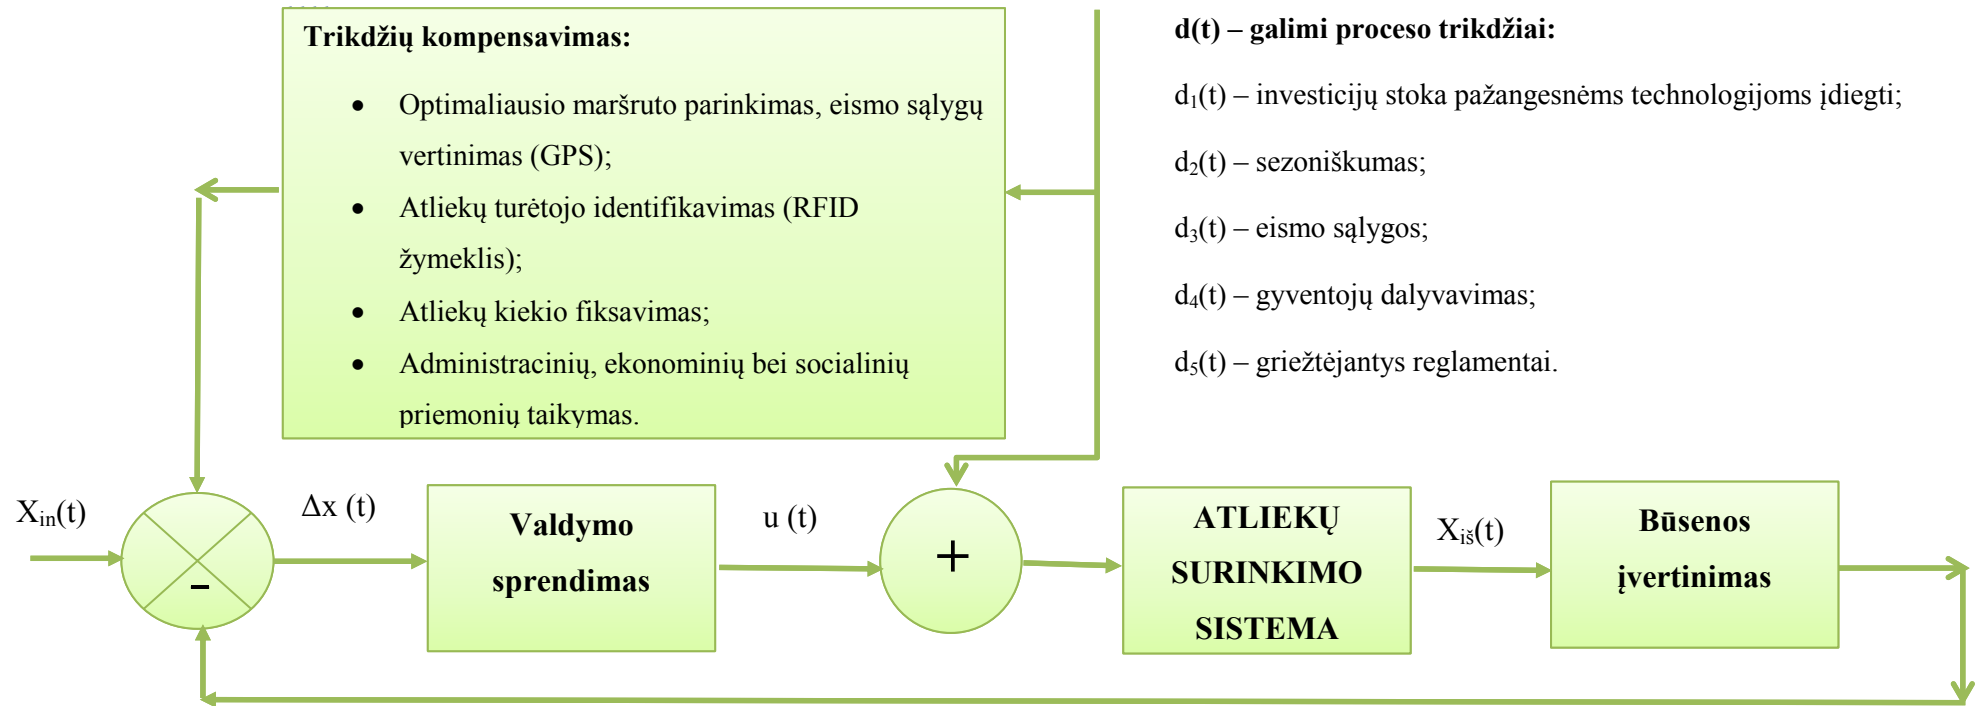 Trikdžių kompensavimas:
• Optimaliausio maršruto parinkimas, eismo sąlygų
vertinimas (GPS);
• Atliekų turėtojo identifikavimas (RFID
žymeklis);
• Atliekų kiekio fiksavimas;
• Administracinių, ekonominių bei socialinių
priemonių taikymas.
d(t) – galimi proceso trikdžiai:
d₁(t) – investicijų stoka pažangesnėms technologijoms įdiegti;
d₂(t) – sezoniškumas;
d₃(t) – eismo sąlygos;
d₄(t) – gyventojų dalyvavimas;
d₅(t) – griežtėjantys reglamentai.
Xin(t)
-
Δx (t)
Valdymo
sprendimas
u (t)
+
ATLIEKŲ
SURINKIMO
SISTEMA
Xiš(t)
Būsenos
įvertinimas